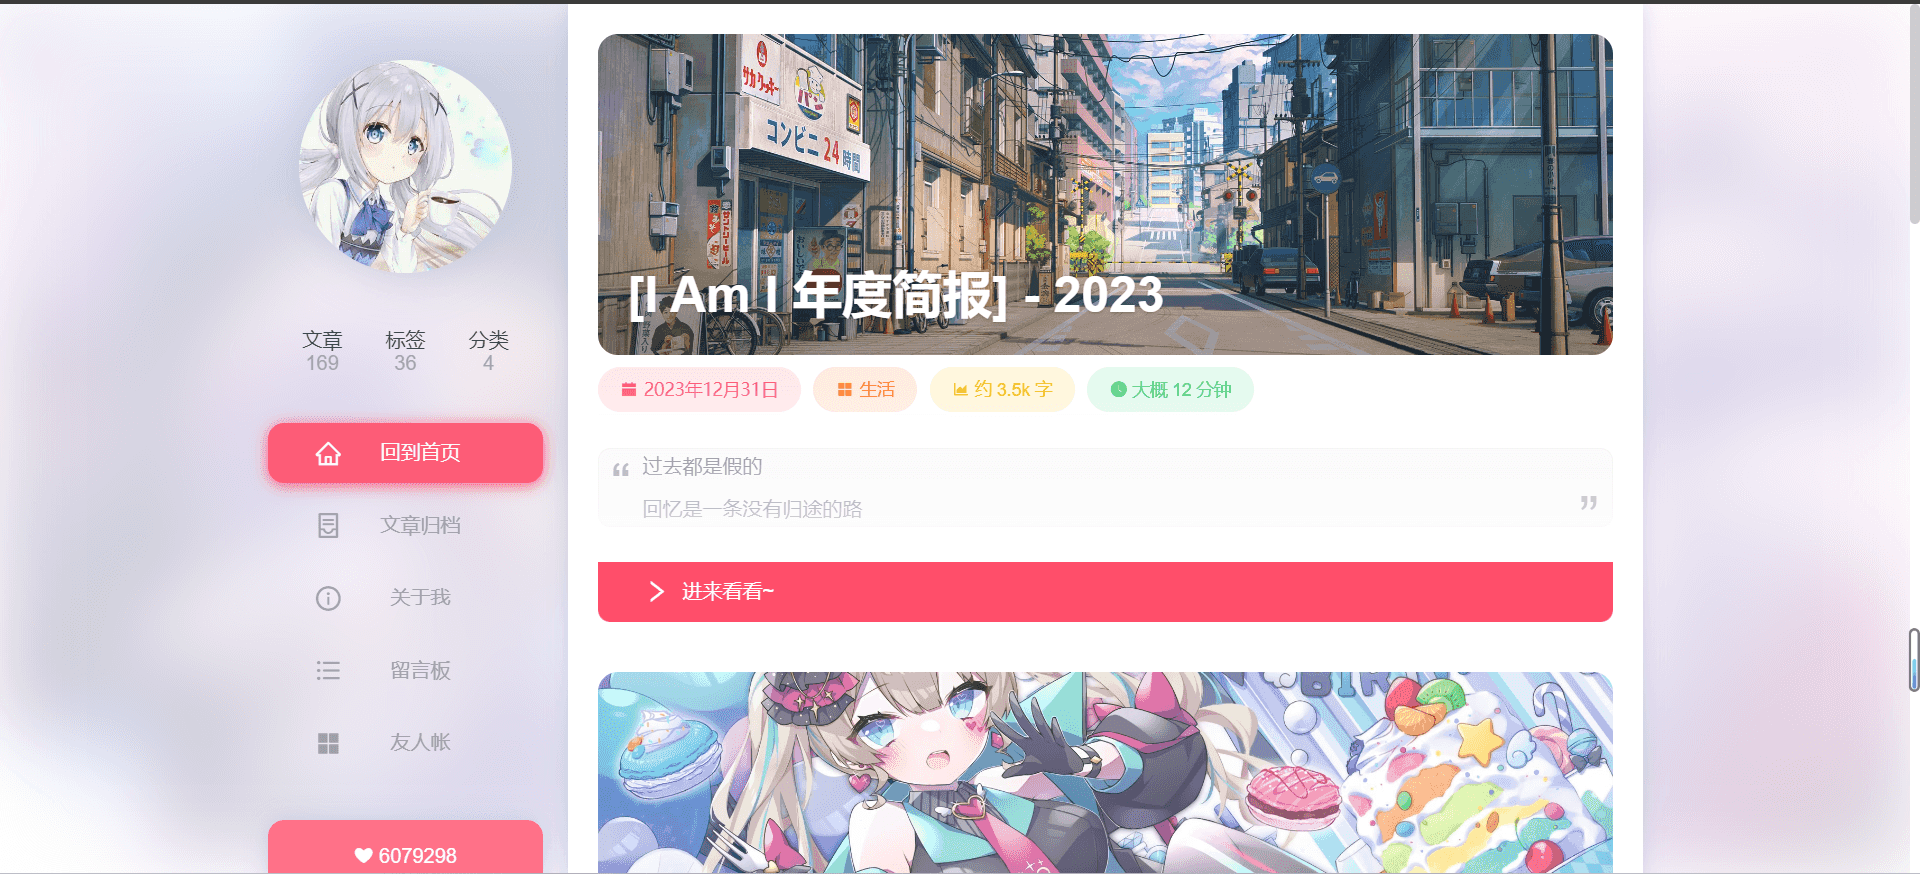 文章
169
标签
36
分类
4
回到首页
文章归档
关于我
留言板
友人帐
6079298
サカクッキー
パン
コンビニ 24 時間
[I Am I 年度简报] - 2023
2023年12月31日
生活
约 3.5k 字
大概 12 分钟
“ 过去都是假的
回忆是一条没有归途的路 ”
进来看看~